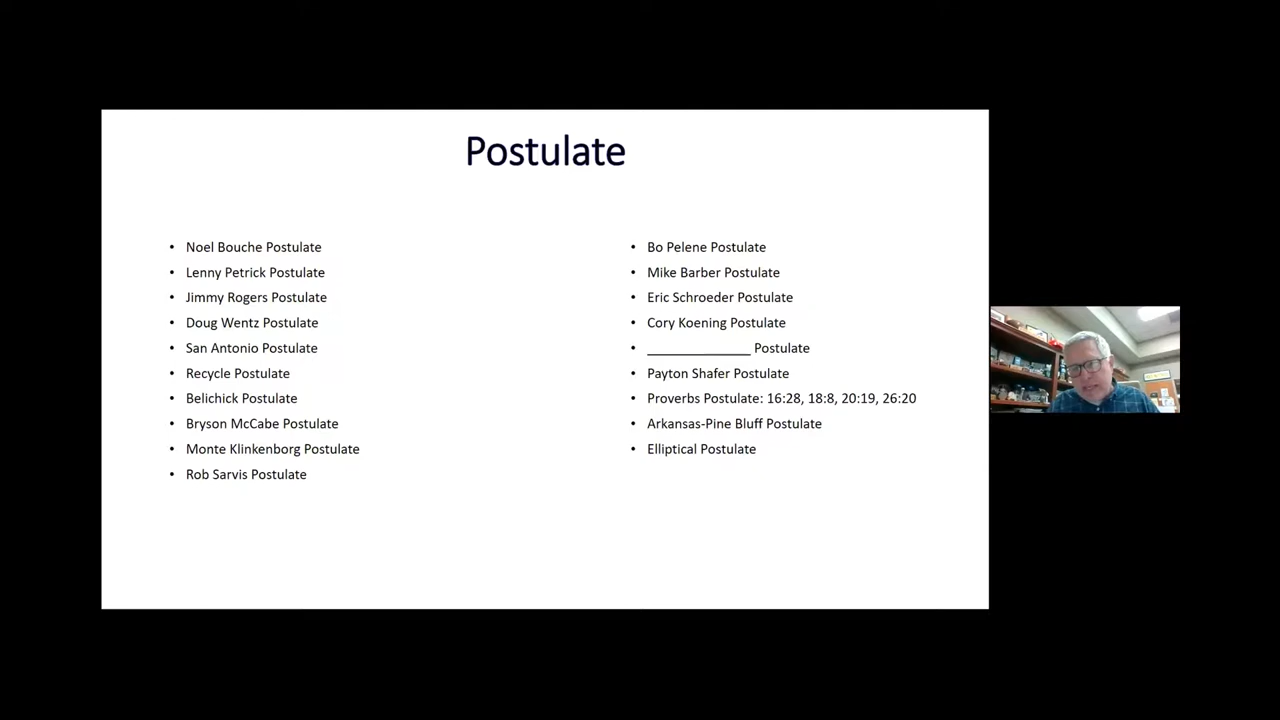 Postulate
• Noel Bouche Postulate
• Lenny Petrick Postulate
• Jimmy Rogers Postulate
• Doug Wentz Postulate
• San Antonio Postulate
• Recycle Postulate
• Belichick Postulate
• Bryson McCabe Postulate
• Monte Klinkenborg Postulate
• Rob Sarvis Postulate
• Bo Pelene Postulate
• Mike Barber Postulate
• Eric Schroeder Postulate
• Cory Koening Postulate
• ______________ Postulate
• Payton Shafer Postulate
• Proverbs Postulate: 16:28, 18:8, 20:19, 26:20
• Arkansas-Pine Bluff Postulate
• Elliptical Postulate